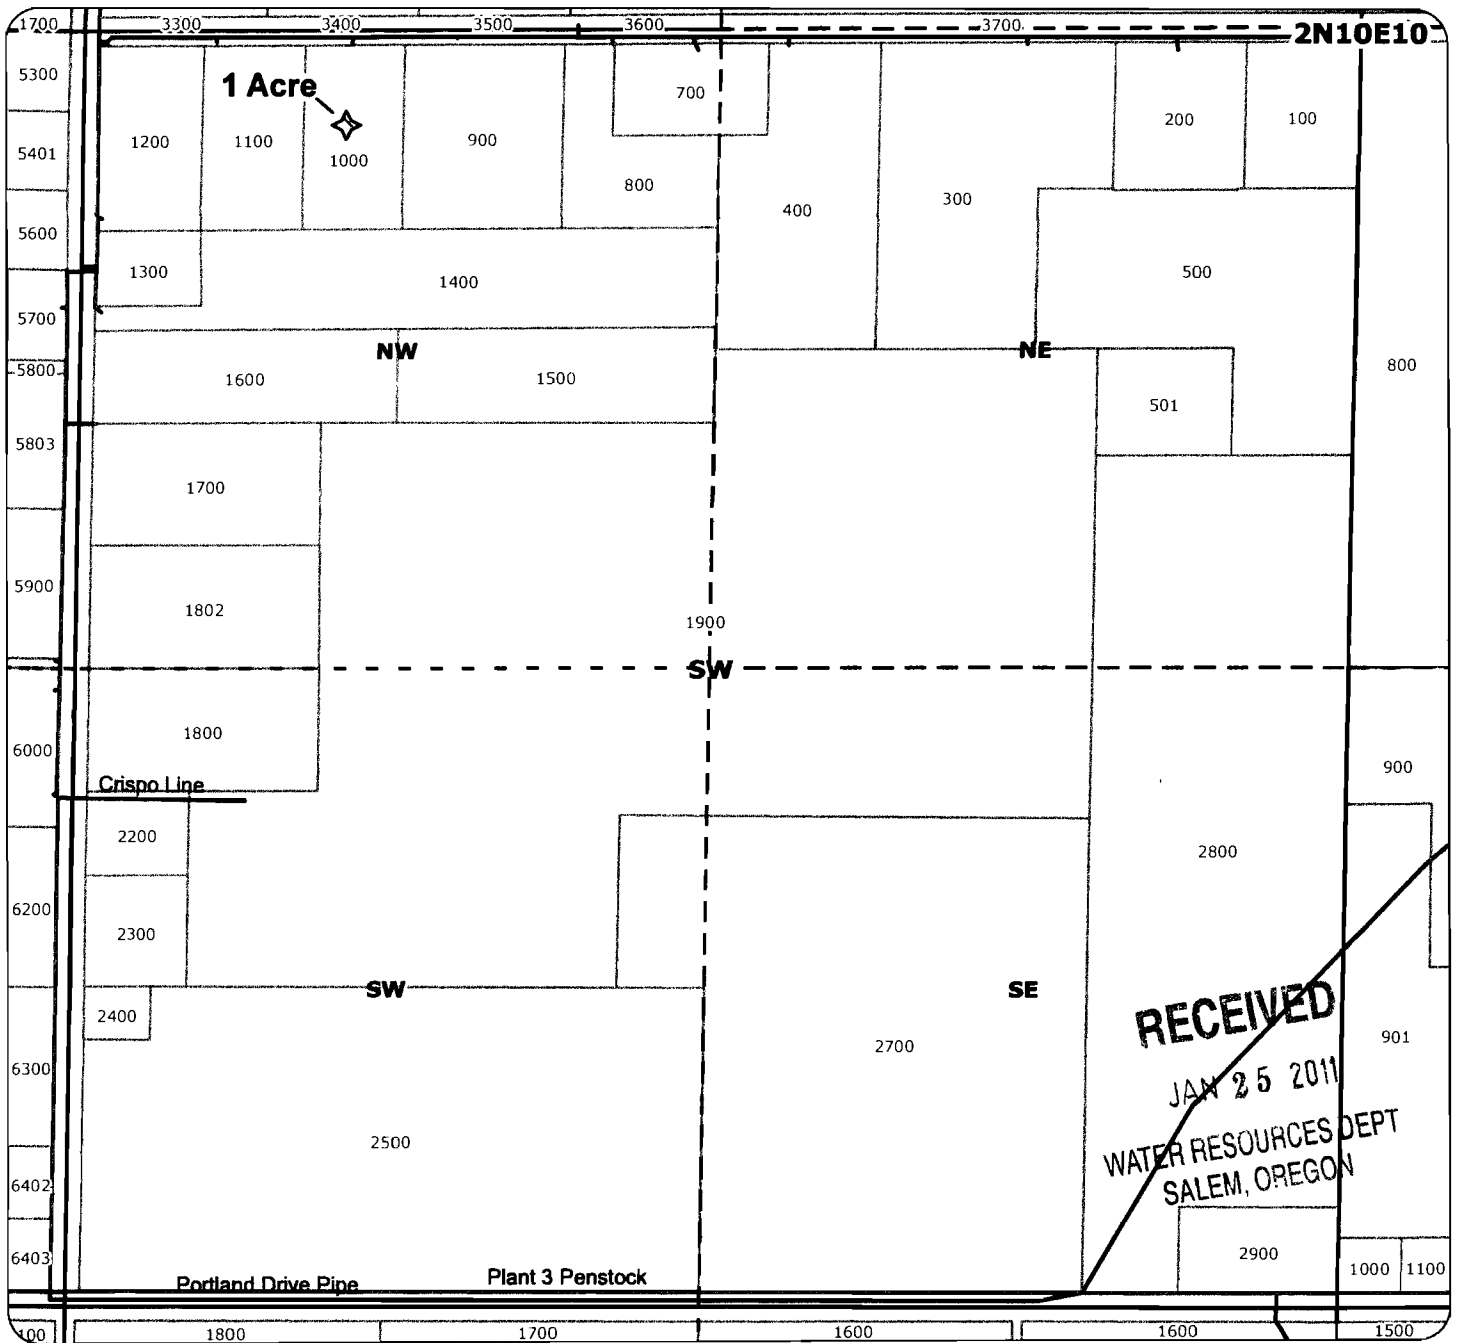 1700 3300 3400 3500 3600 3700
2N10E10
5300
1 Acre
700
200 100
1200 1100 1000 900
5401
800
400 300
5600
1300
1400
500
5700
NW
NE
5800
1600 1500
800
501
5803
1700
5900
1802
1900
SW
1800
6000
Crispo Line
900
2200
2800
6200
2300
SW
SE
2400
RECEIVED
2700
901
6300
JAN 25 2011
2500
WATER RESOURCES DEPT
SALEM, OREGON
6402
2900
6403
1000 1100
Portland Drive Pipe
Plant 3 Penstock
100 1800 1700 1600 1600 1500